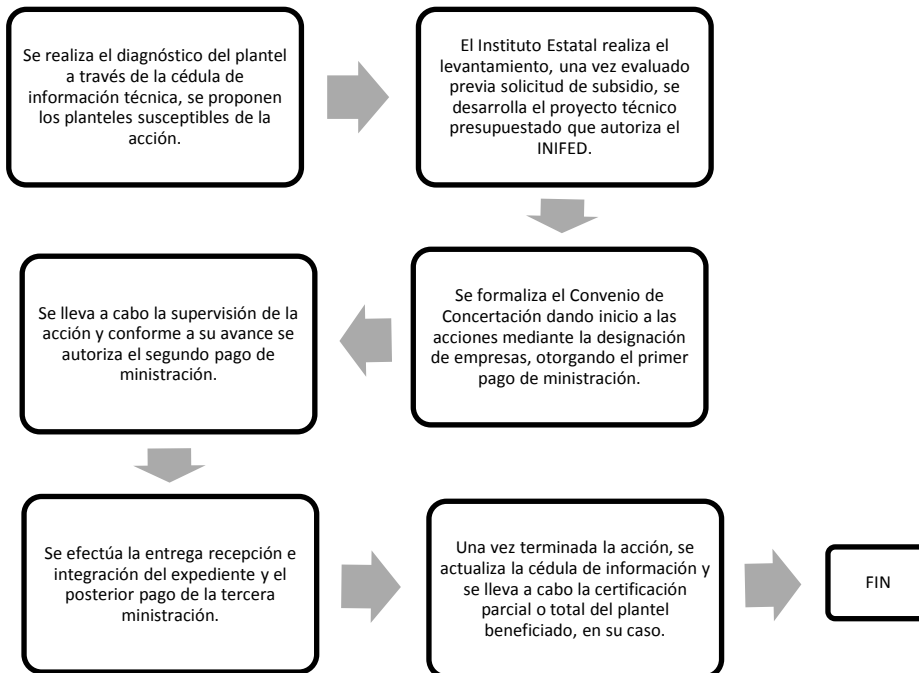 Se realiza el diagnóstico del plantel
a través de la cédula de
información técnica, se proponen
los planteles susceptibles de la
acción.
El Instituto Estatal realiza el
levantamiento, una vez evaluado
previa solicitud de subsidio, se
desarrolla el proyecto técnico
presupuestado que autoriza el
INIFED.
Se formaliza el Convenio de
Concertación dando inicio a las
acciones mediante la designación
de empresas, otorgando el primer
pago de ministración.
Se lleva a cabo la supervisión de la
acción y conforme a su avance se
autoriza el segundo pago de
ministración.
Se efectúa la entrega recepción e
integración del expediente y el
posterior pago de la tercera
ministración.
Una vez terminada la acción, se
actualiza la cédula de información y
se lleva a cabo la certificación
parcial o total del plantel
beneficiado, en su caso.
FIN